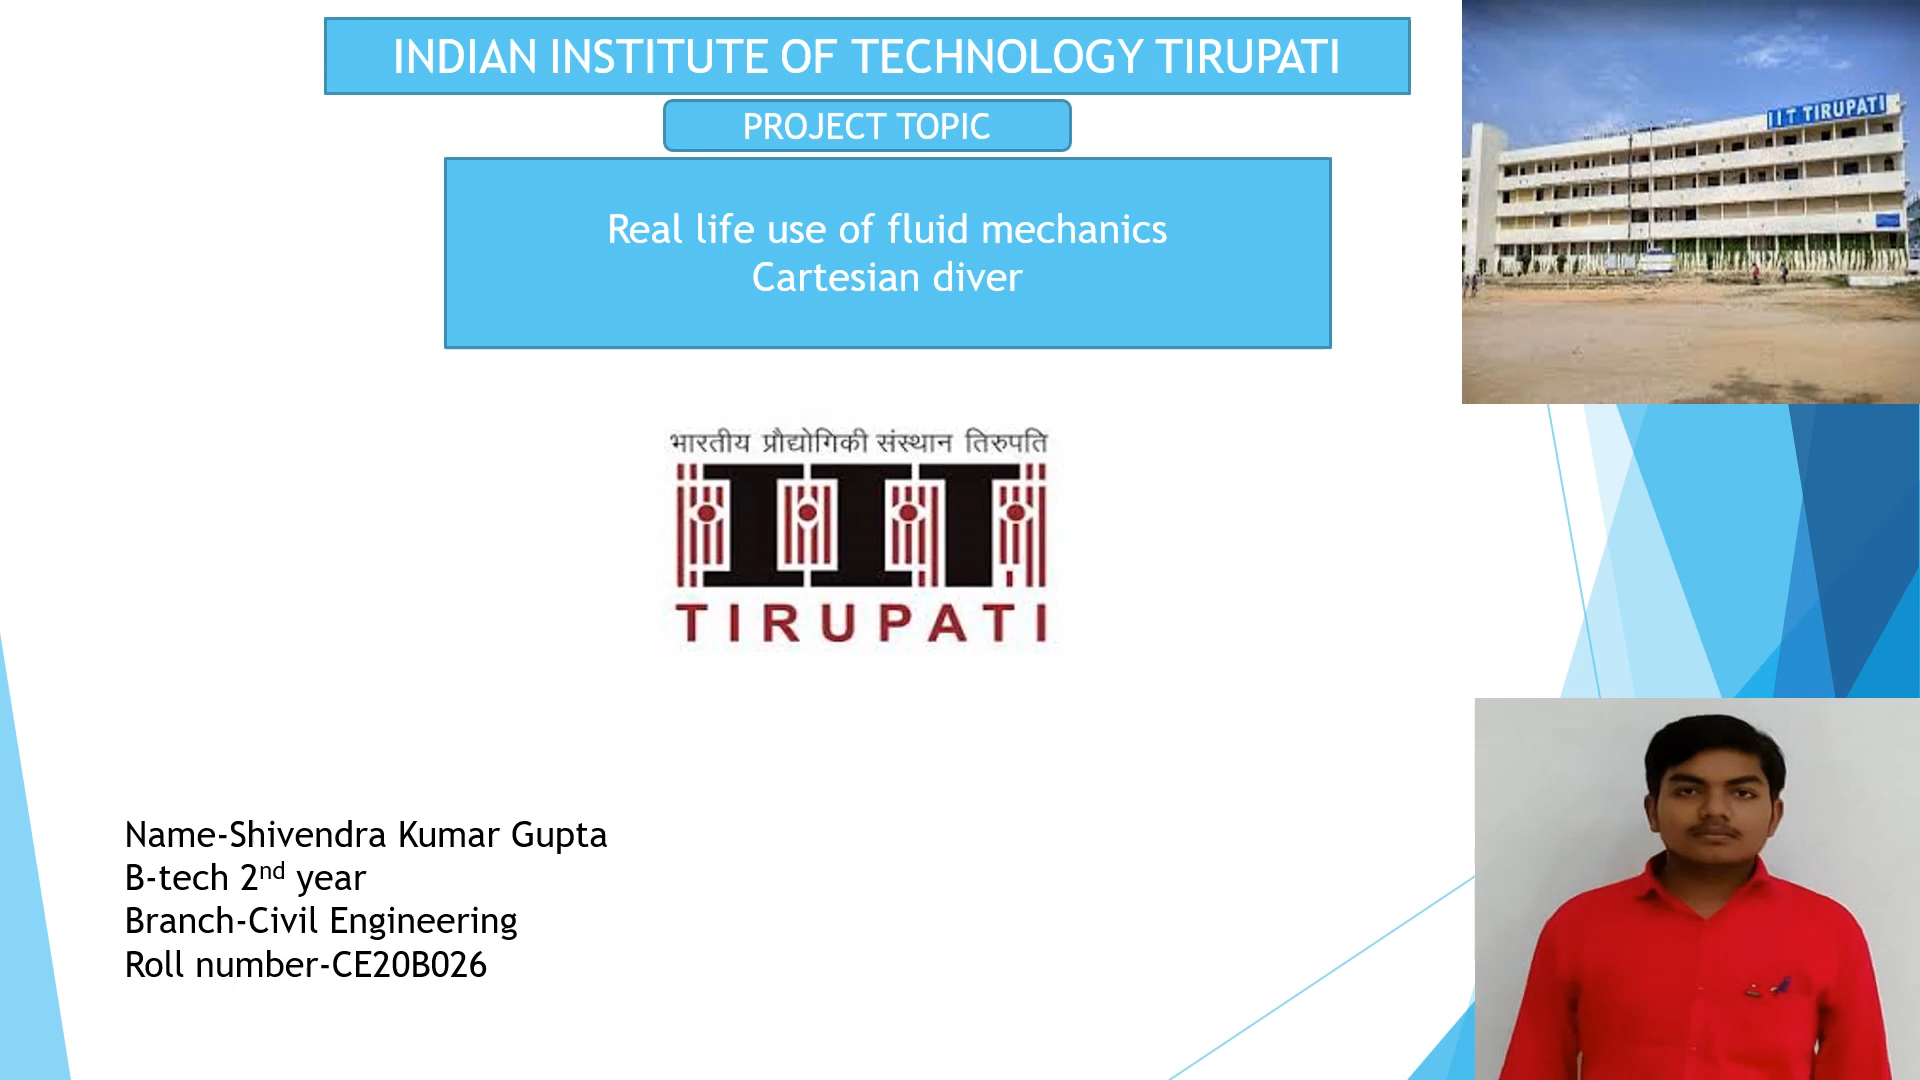 INDIAN INSTITUTE OF TECHNOLOGY TIRUPATI
PROJECT TOPIC
Real life use of fluid mechanics
Cartesian diver
IIT TIRUPATI
भारतीय प्रौद्योगिकी संस्थान तिरुपति
IIT
TIRUPATI
Name-Shivendra Kumar Gupta
B-tech 2nd year
Branch-Civil Engineering
Roll number-CE20B026